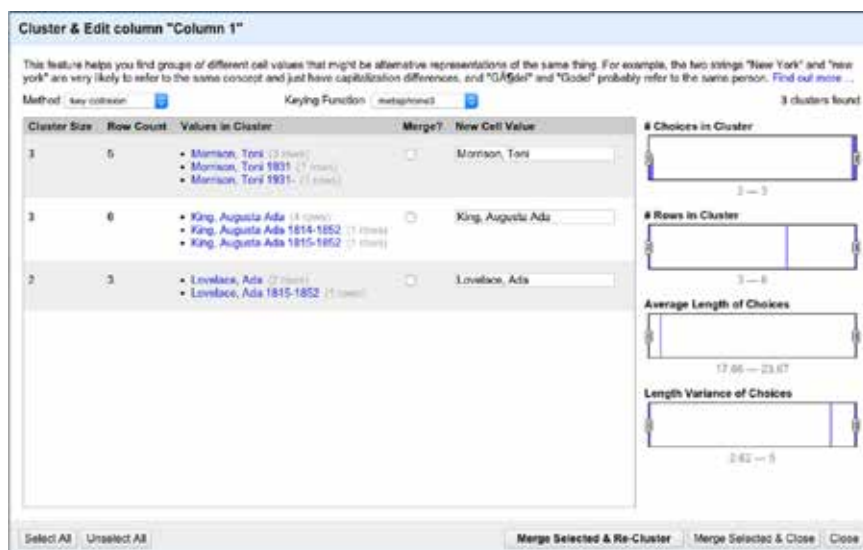 Cluster & Edit column "Column 1"
This feature helps you find groups of different cell values that might be alternative representations of the same thing. For example, the two strings "New York" and "new
york" are very likely to refer to the same concept and just have capitalization differences, and "GÃ¶del" and "Godel" probably refer to the same person. Find out more ...
Method key collision Keying Function metaphone3 3 clusters found
Cluster Size Row Count Values in Cluster Merge? New Cell Value
3 5 • Morrison, Toni (3 rows) Morrison, Toni
• Morrison, Toni 1931 (1 rows)
• Morrison, Toni 1931- (1 rows)
3 6 • King, Augusta Ada (4 rows) King, Augusta Ada
• King, Augusta Ada 1814-1852 (1 rows)
• King, Augusta Ada 1815-1852 (1 rows)
2 3 • Lovelace, Ada (2 rows) Lovelace, Ada
• Lovelace, Ada 1815-1852 (1 rows)
# Choices in Cluster
2 — 3
# Rows in Cluster
3 — 6
Average Length of Choices
17.66 — 23.67
Length Variance of Choices
2.62 — 5
Select All Unselect All Merge Selected & Re-Cluster Merge Selected & Close Close